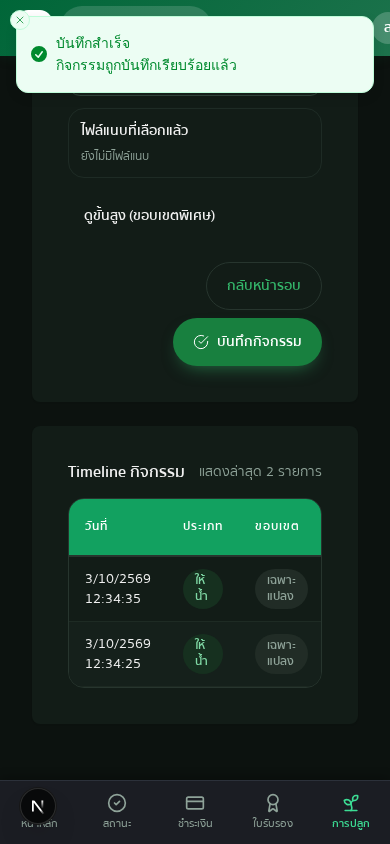 บันทึกสำเร็จ
กิจกรรมถูกบันทึกเรียบร้อยแล้ว
ไฟล์แนบที่เลือกแล้ว
ยังไม่มีไฟล์แนบ
ดูขั้นสูง (ขอบเขตพิเศษ)
กลับหน้ารอบ
บันทึกกิจกรรม
Timeline กิจกรรม
แสดงล่าสุด 2 รายการ
วันที่ ประเภท ขอบเขต
3/10/2569
12:34:35
ให้
น้ำ
เฉพาะ
แปลง
3/10/2569
12:34:25
ให้
น้ำ
เฉพาะ
แปลง
N
สถานะ ชำระเงิน ใบรับรอง การปลูก